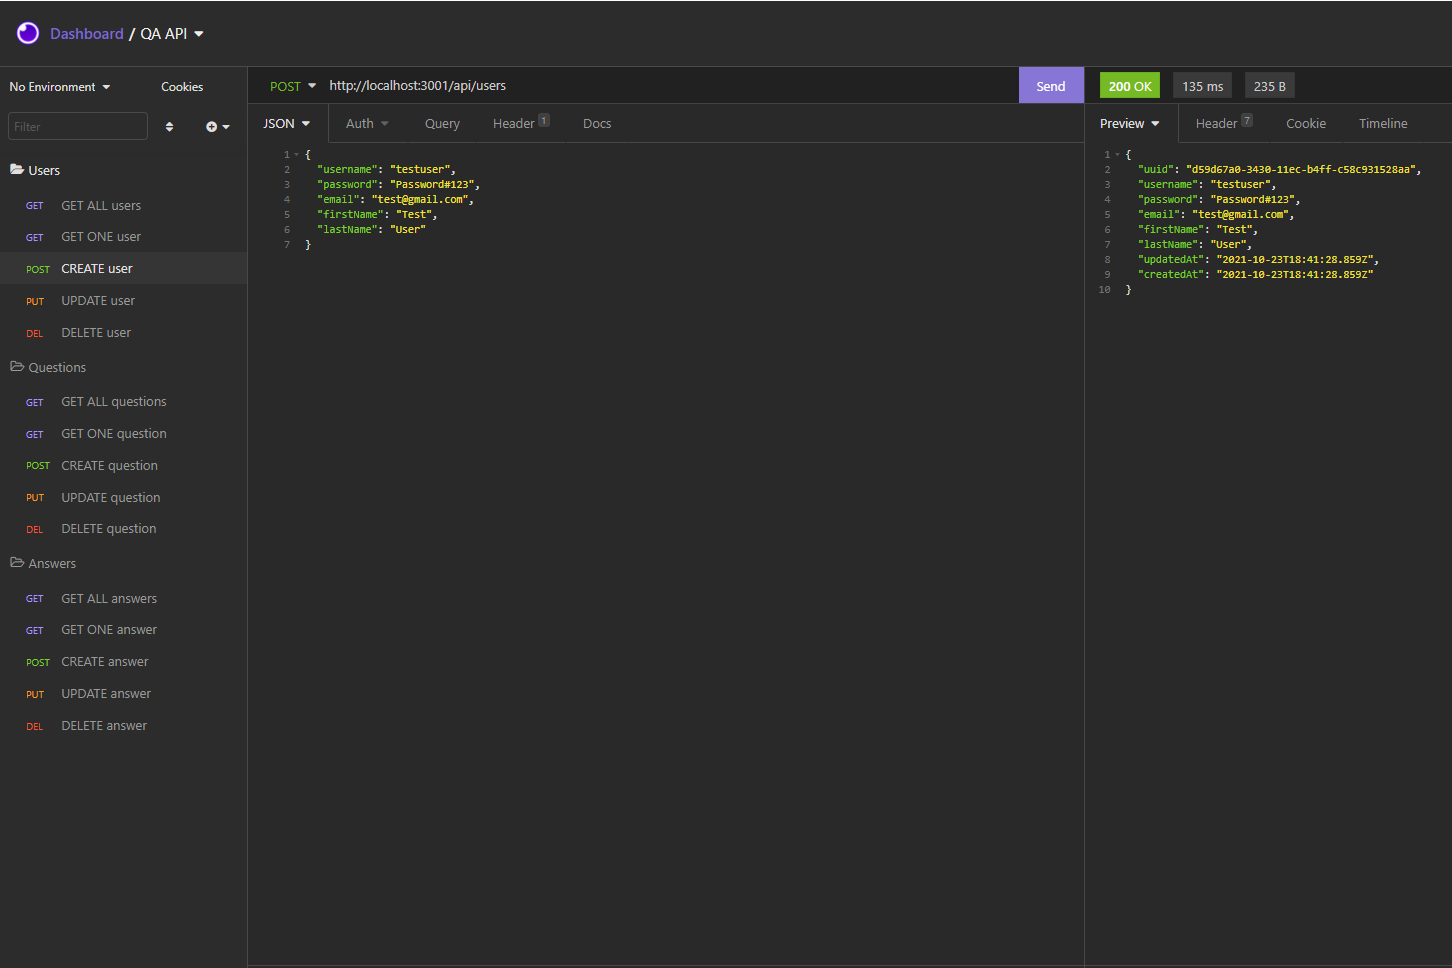 Dashboard / QA API
No Environment
Cookies
Filter
Users
GET GET ALL users
GET GET ONE user
POST CREATE user
PUT UPDATE user
DEL DELETE user
Questions
GET GET ALL questions
GET GET ONE question
POST CREATE question
PUT UPDATE question
DEL DELETE question
Answers
GET GET ALL answers
GET GET ONE answer
POST CREATE answer
PUT UPDATE answer
DEL DELETE answer
POST http://localhost:3001/api/users Send
JSON Auth Query Header 1 Docs
1 {
2 "username": "testuser",
3 "password": "Password#123",
4 "email": "test@gmail.com",
5 "firstName": "Test",
6 "lastName": "User"
7 }
200 OK 135 ms 235 B
Preview Header 7 Cookie Timeline
1 {
2 "uuid": "d59d67a0-3430-11ec-b4ff-c58c931528aa",
3 "username": "testuser",
4 "password": "Password#123",
5 "email": "test@gmail.com",
6 "firstName": "Test",
7 "lastName": "User",
8 "updatedAt": "2021-10-23T18:41:28.859Z",
9 "createdAt": "2021-10-23T18:41:28.859Z"
10 }